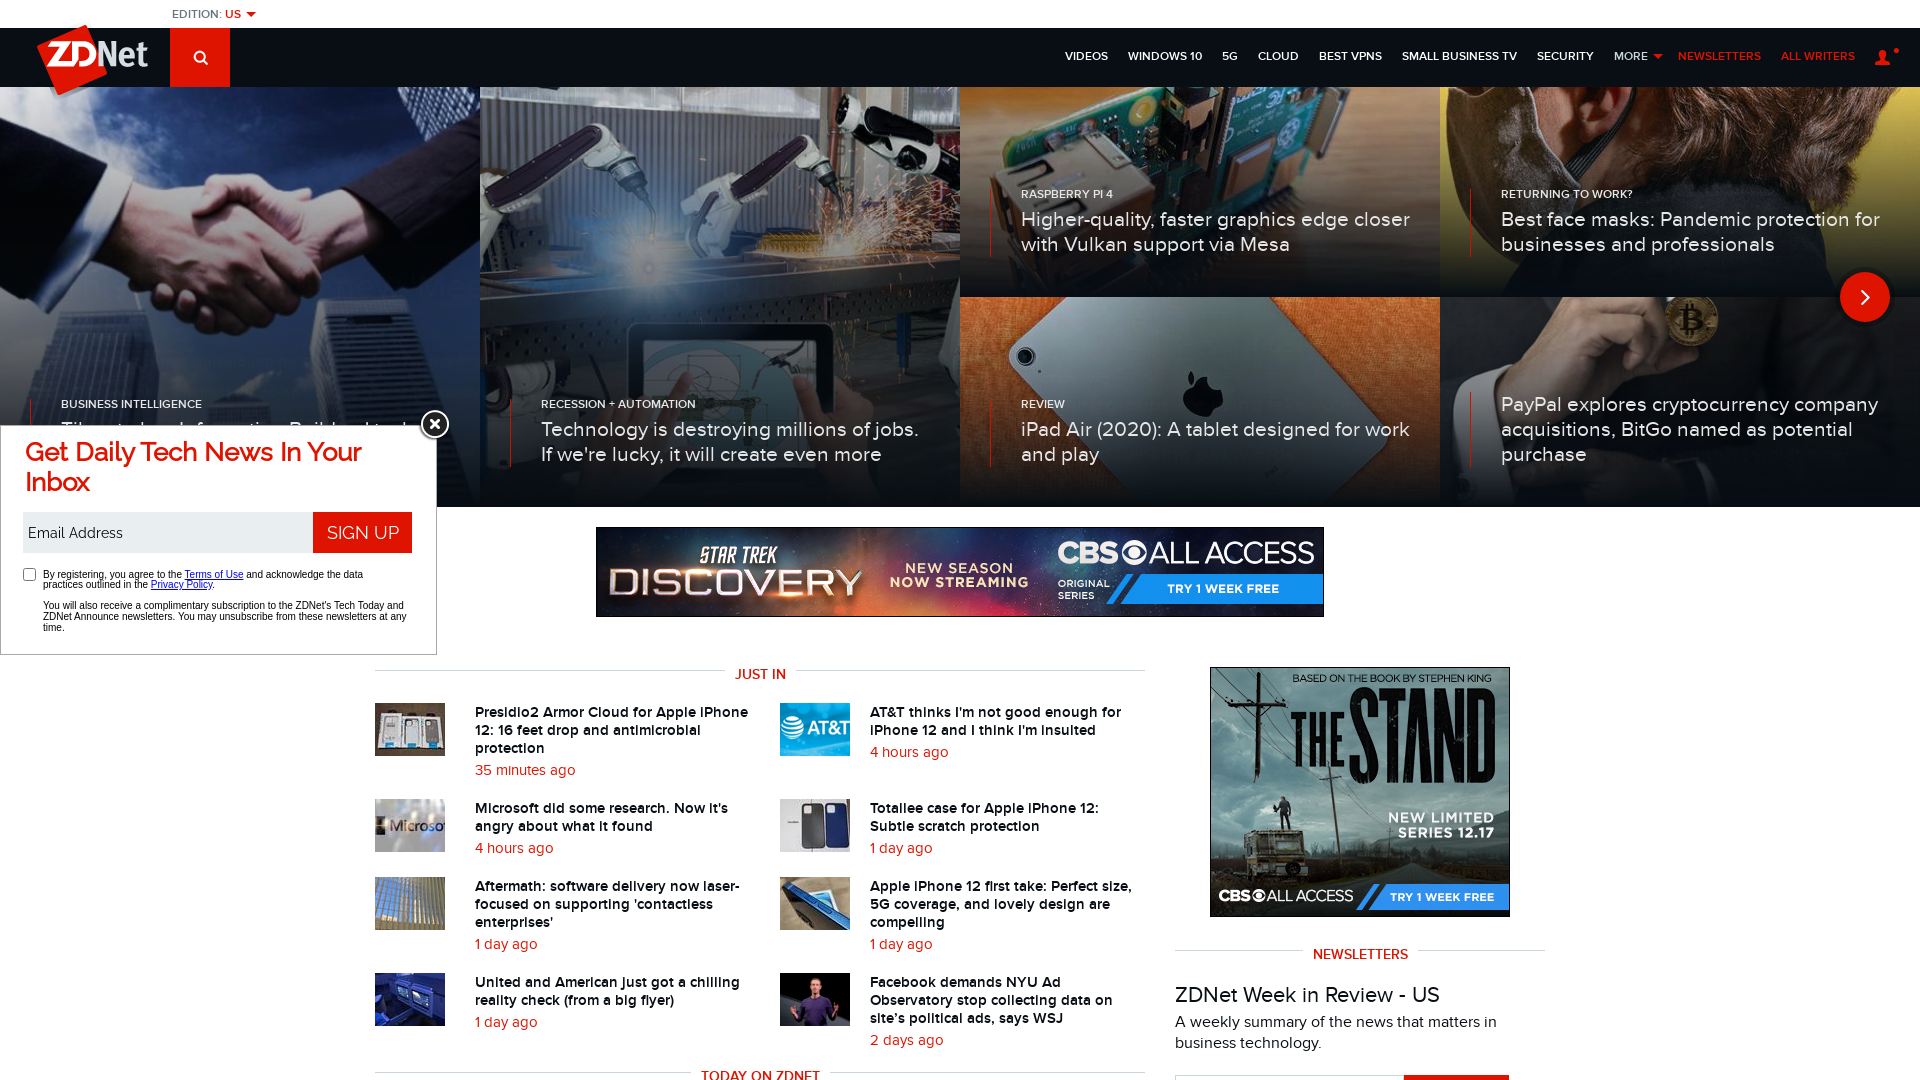 EDITION: US
ZDNet
VIDEOS WINDOWS 10 5G CLOUD BEST VPNS SMALL BUSINESS TV SECURITY MORE NEWSLETTERS ALL WRITERS
BUSINESS INTELLIGENCE
RECESSION + AUTOMATION
Technology is destroying millions of jobs.
If we're lucky, it will create even more
RASPBERRY PI 4
Higher-quality, faster graphics edge closer
with Vulkan support via Mesa
RETURNING TO WORK?
Best face masks: Pandemic protection for
businesses and professionals
REVIEW
iPad Air (2020): A tablet designed for work
and play
PayPal explores cryptocurrency company
acquisitions, BitGo named as potential
purchase
Get Daily Tech News In Your
Inbox
Email Address
SIGN UP
By registering, you agree to the Terms of Use and acknowledge the data
practices outlined in the Privacy Policy.
You will also receive a complimentary subscription to the ZDNet's Tech Today and
ZDNet Announce newsletters. You may unsubscribe from these newsletters at any
time.
STAR TREK
DISCOVERY
NEW SEASON
NOW STREAMING
CBS ALL ACCESS
ORIGINAL
SERIES
TRY 1 WEEK FREE
JUST IN
Presidio2 Armor Cloud for Apple iPhone
12: 16 feet drop and antimicrobial
protection
35 minutes ago
AT&T
AT&T thinks I'm not good enough for
iPhone 12 and I think I'm insulted
4 hours ago
Microsof
Microsoft did some research. Now it's
angry about what it found
4 hours ago
Totallee case for Apple iPhone 12:
Subtle scratch protection
1 day ago
Aftermath: software delivery now laser-
focused on supporting 'contactless
enterprises'
1 day ago
Apple iPhone 12 first take: Perfect size,
5G coverage, and lovely design are
compelling
1 day ago
United and American just got a chilling
reality check (from a big flyer)
1 day ago
Facebook demands NYU Ad
Observatory stop collecting data on
site’s political ads, says WSJ
2 days ago
TODAY ON ZDNET
BASED ON THE BOOK BY STEPHEN KING
THE STAND
NEW LIMITED
SERIES 12.17
CBS ALL ACCESS
TRY 1 WEEK FREE
NEWSLETTERS
ZDNet Week in Review - US
A weekly summary of the news that matters in
business technology.